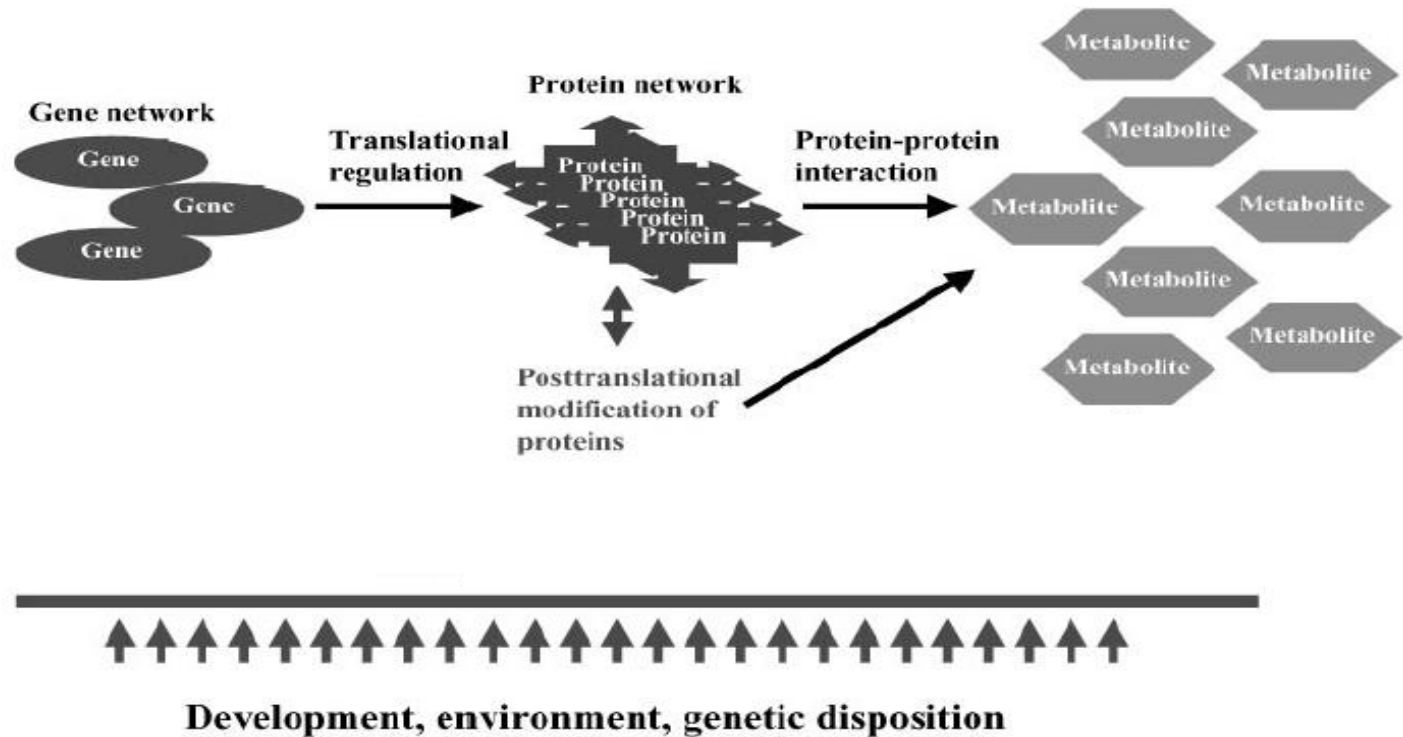 Gene network
Gene
Gene
Gene
Translational
regulation
Protein network
Protein
Protein
Protein
Protein
Protein
Posttranslational
modification of
proteins
Protein-protein
interaction
Metabolite
Metabolite
Metabolite
Metabolite
Metabolite
Metabolite
Metabolite
Metabolite
Development, environment, genetic disposition